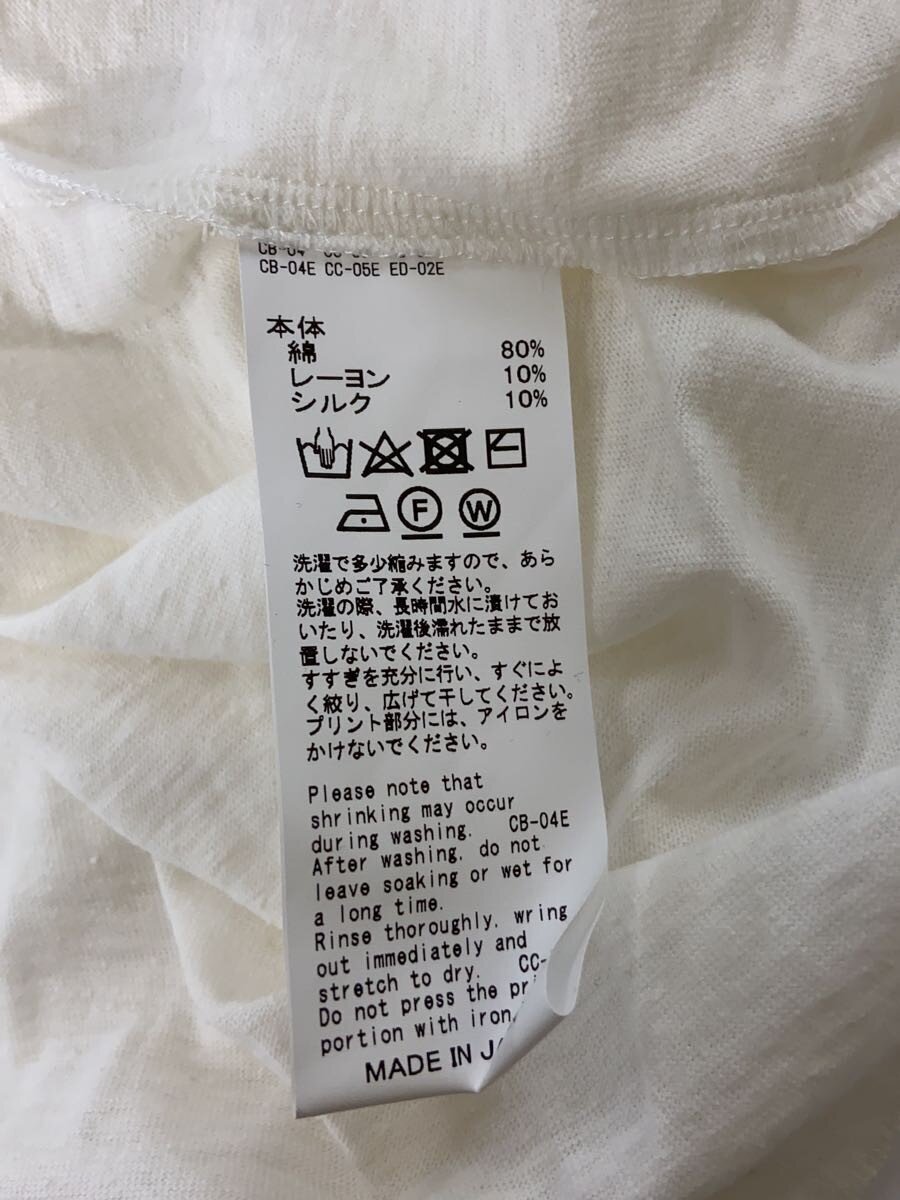 CB-04
CB-04E CC-05E ED-02E
本体
綿 80%
レーヨン 10%
シルク 10%
F W
洗濯で多少縮みますので、あら
かじめご了承ください。
洗濯の際、長時間水に漬けてお
いたり、洗濯後濡れたままで放
置しないでください。
すすぎを充分に行い、すぐによ
く絞り、広げて干してください。
プリント部分には、アイロンを
かけないでください。
Please note that
shrinking may occur
during washing. CB-04E
After washing, do not
leave soaking or wet for
a long time.
Rinse thoroughly, wring
out immediately and
stretch to dry. CC-
Do not press the pri
portion with iron.
MADE IN JA